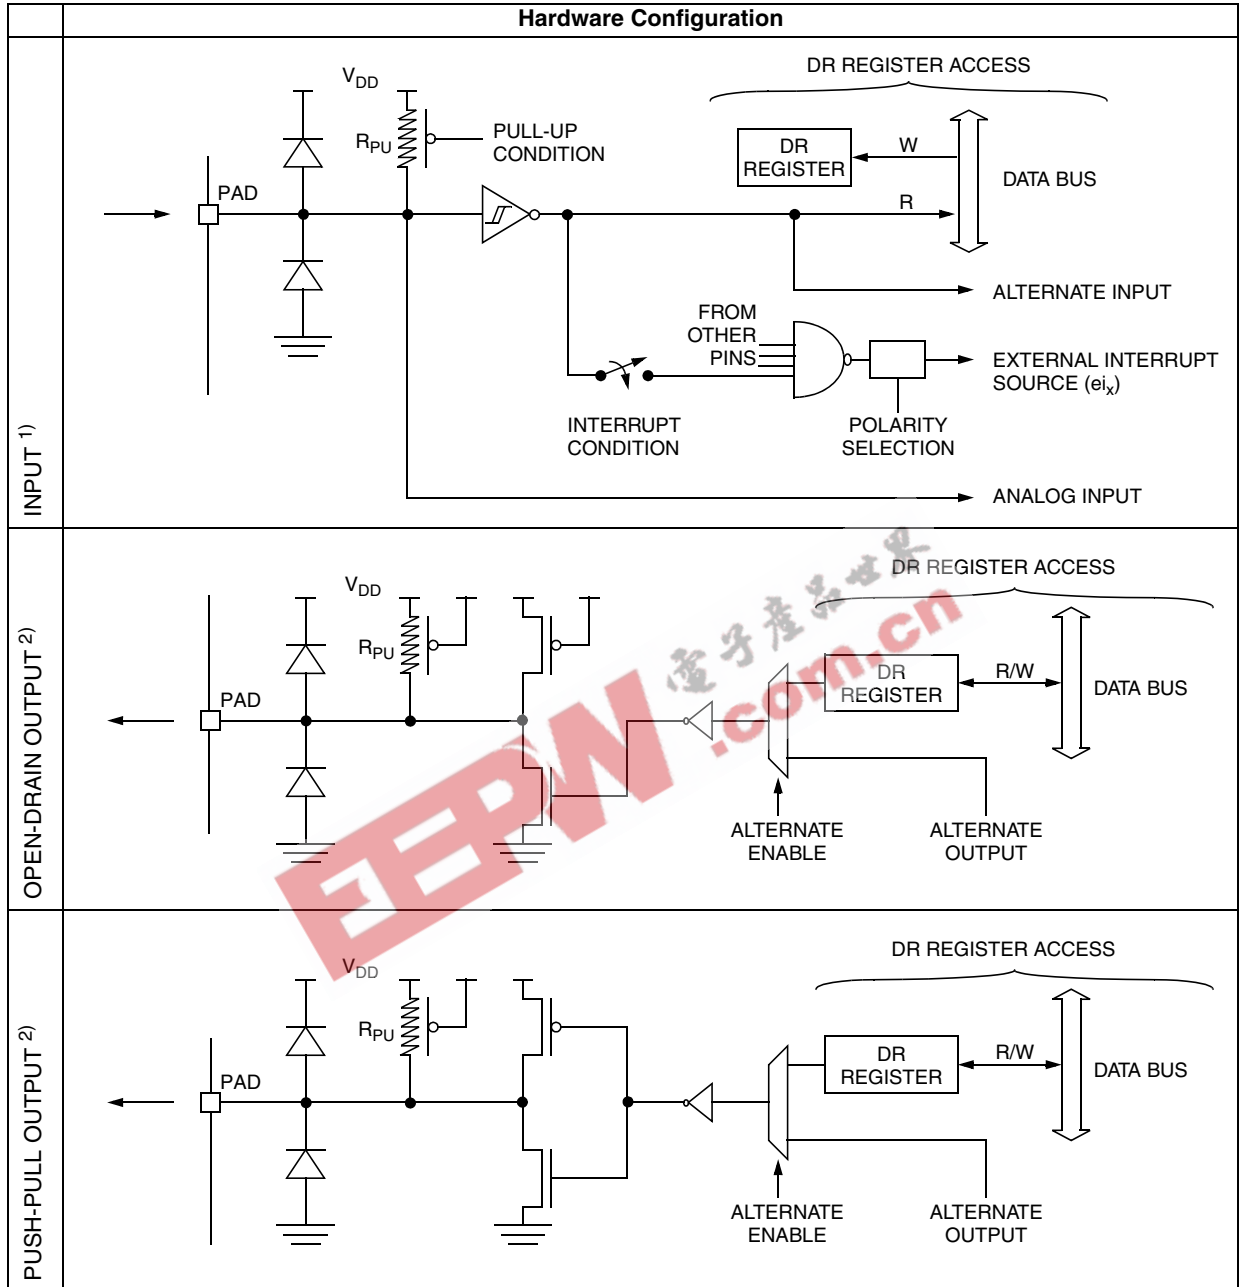 Hardware Configuration
INPUT 1)
DR REGISTER ACCESS
VDD
RPU
PULL-UP
CONDITION
DR
REGISTER
W
DATA BUS
PAD
R
ALTERNATE INPUT
FROM
OTHER
PINS
EXTERNAL INTERRUPT
SOURCE (eix)
INTERRUPT
CONDITION
POLARITY
SELECTION
ANALOG INPUT
OPEN-DRAIN OUTPUT 2)
DR REGISTER ACCESS
VDD
RPU
DR
REGISTER
R/W
DATA BUS
PAD
ALTERNATE
ENABLE
ALTERNATE
OUTPUT
EEPW
電子産品世界
.com.cn
PUSH-PULL OUTPUT 2)
DR REGISTER ACCESS
VDD
RPU
DR
REGISTER
R/W
DATA BUS
PAD
ALTERNATE
ENABLE
ALTERNATE
OUTPUT